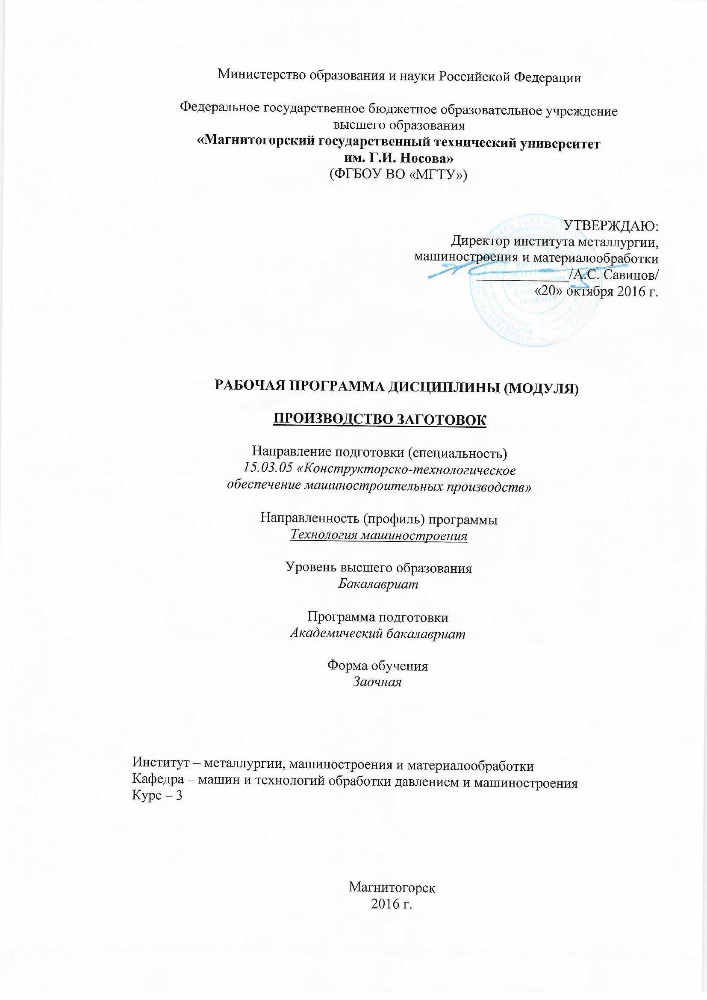 Министерство образования и науки Российской Федерации
Федеральное государственное бюджетное образовательное учреждение
высшего образования
«Магнитогорский государственный технический университет
им. Г.И. Носова»
(ФГБОУ ВО «МГТУ»)
УТВЕРЖДАЮ:
Директор института металлургии,
машиностроения и материалообработки
/А.С. Савинов/
«20» октября 2016 г.
РАБОЧАЯ ПРОГРАММА ДИСЦИПЛИНЫ (МОДУЛЯ)
ПРОИЗВОДСТВО ЗАГОТОВОК
Направление подготовки (специальность)
15.03.05 «Конструкторско-технологическое
обеспечение машиностроительных производств»
Направленность (профиль) программы
Технология машиностроения
Уровень высшего образования
Бакалавриат
Программа подготовки
Академический бакалавриат
Форма обучения
Заочная
Институт – металлургии, машиностроения и материалообработки
Кафедра – машин и технологий обработки давлением и машиностроения
Курс – 3
Магнитогорск
2016 г.